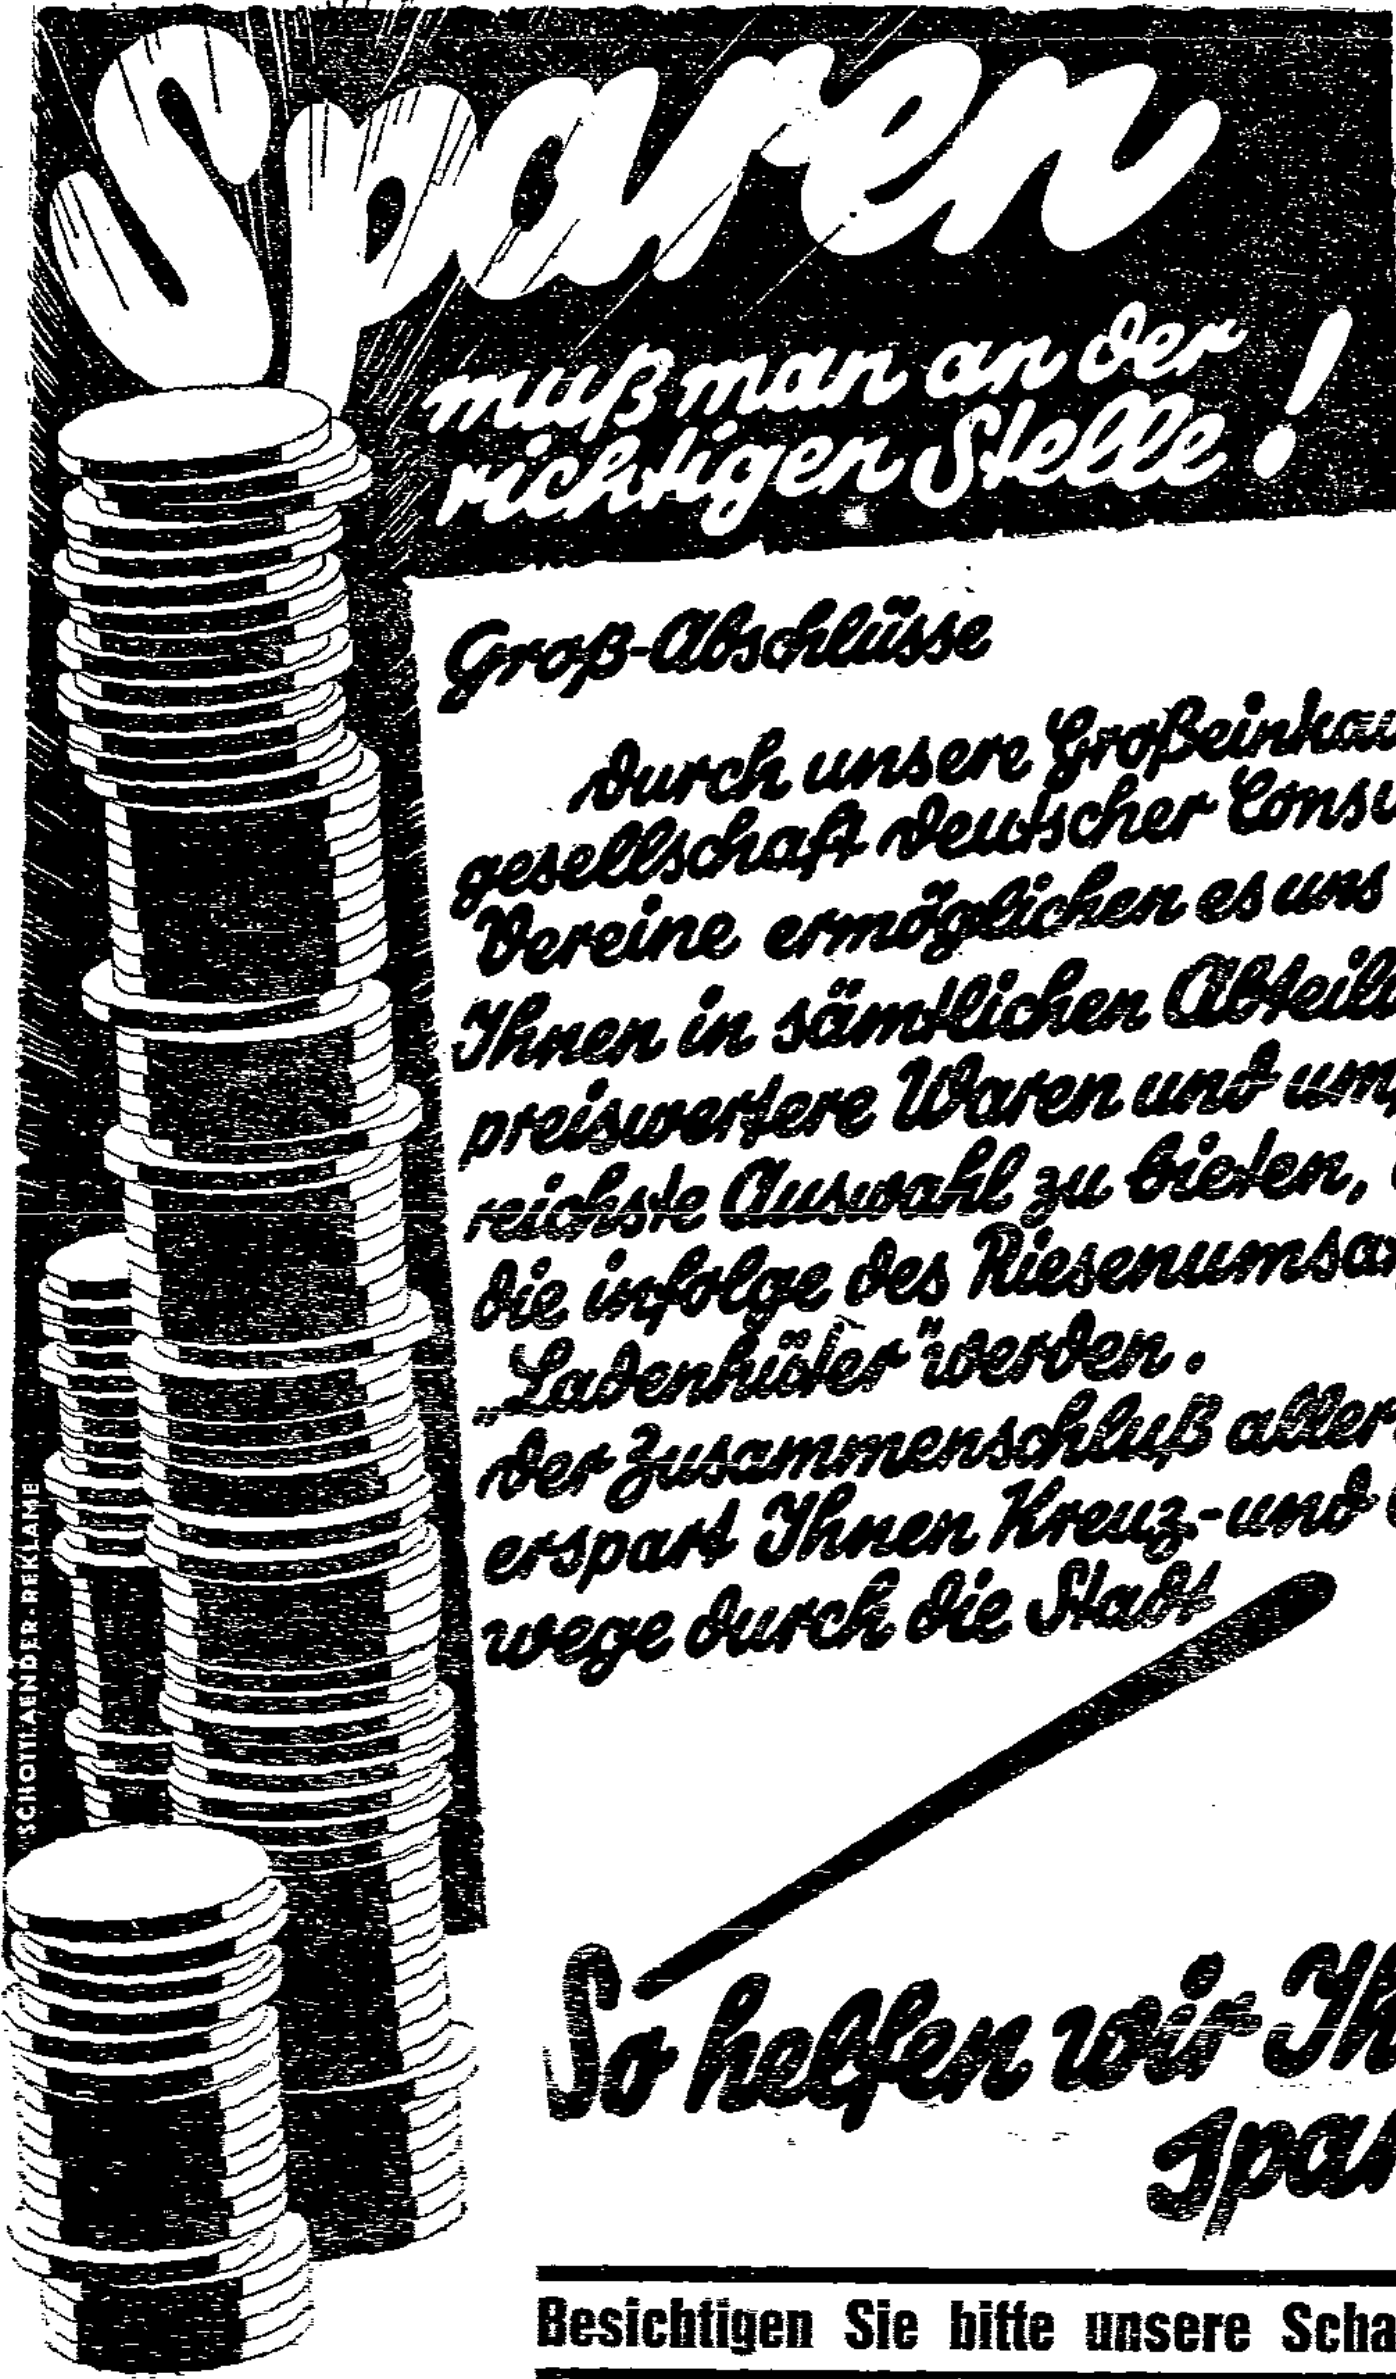 Sparen
muß man an der
richtigen Stelle!
Groß-Abschlüsse
durch unsere Großeinkau
gesellschaft deutscher Consu
Vereine ermöglichen es uns
Ihnen in sämtlichen Abteil
preiswertere Waren und um
reichste Auswahl zu bieten,
die infolge des Riesenumsa
„Ladenhüter" werden.
der Zusammenschluß aller
erspart Ihnen Kreuz- und
wege durch die Stadt
So helfen wir Ih
spar
Besichtigen Sie bitte unsere Scha
SCHOTTLAENDER-REKLAME